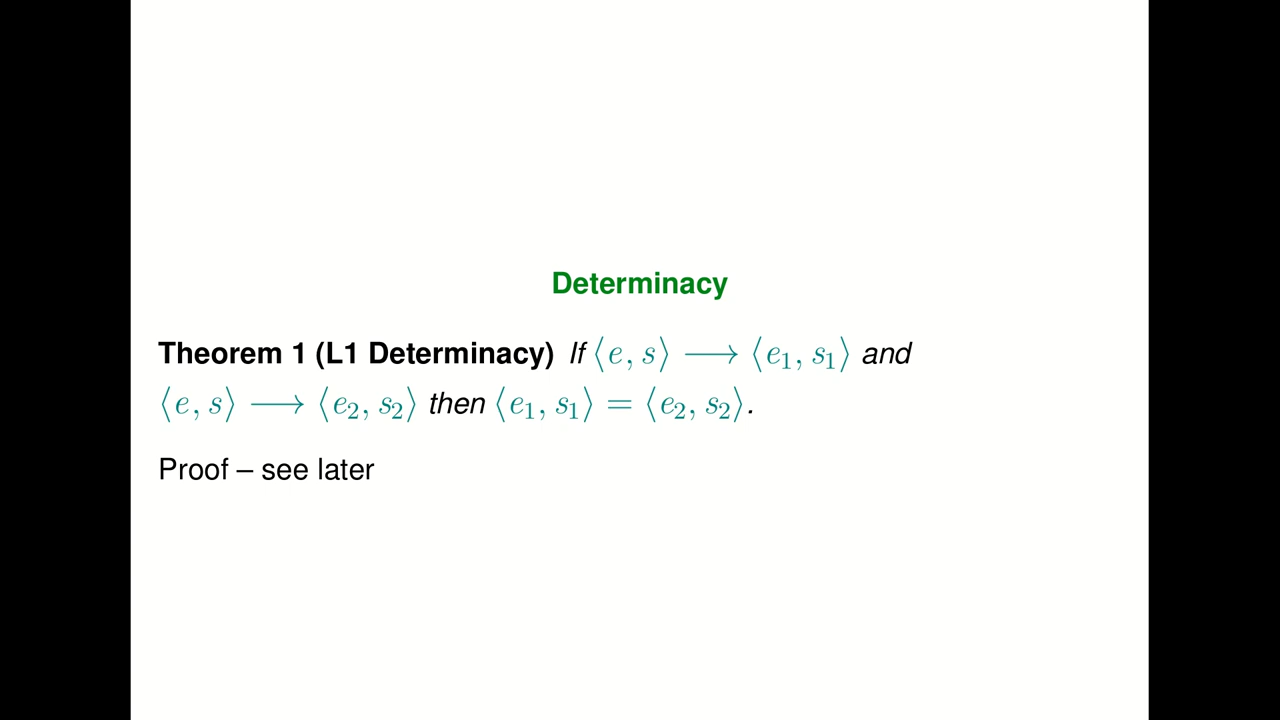 Determinacy
Theorem 1 (L1 Determinacy) If ⟨e, s⟩ ⟶ ⟨e₁, s₁⟩ and
⟨e, s⟩ ⟶ ⟨e₂, s₂⟩ then ⟨e₁, s₁⟩ = ⟨e₂, s₂⟩.
Proof – see later